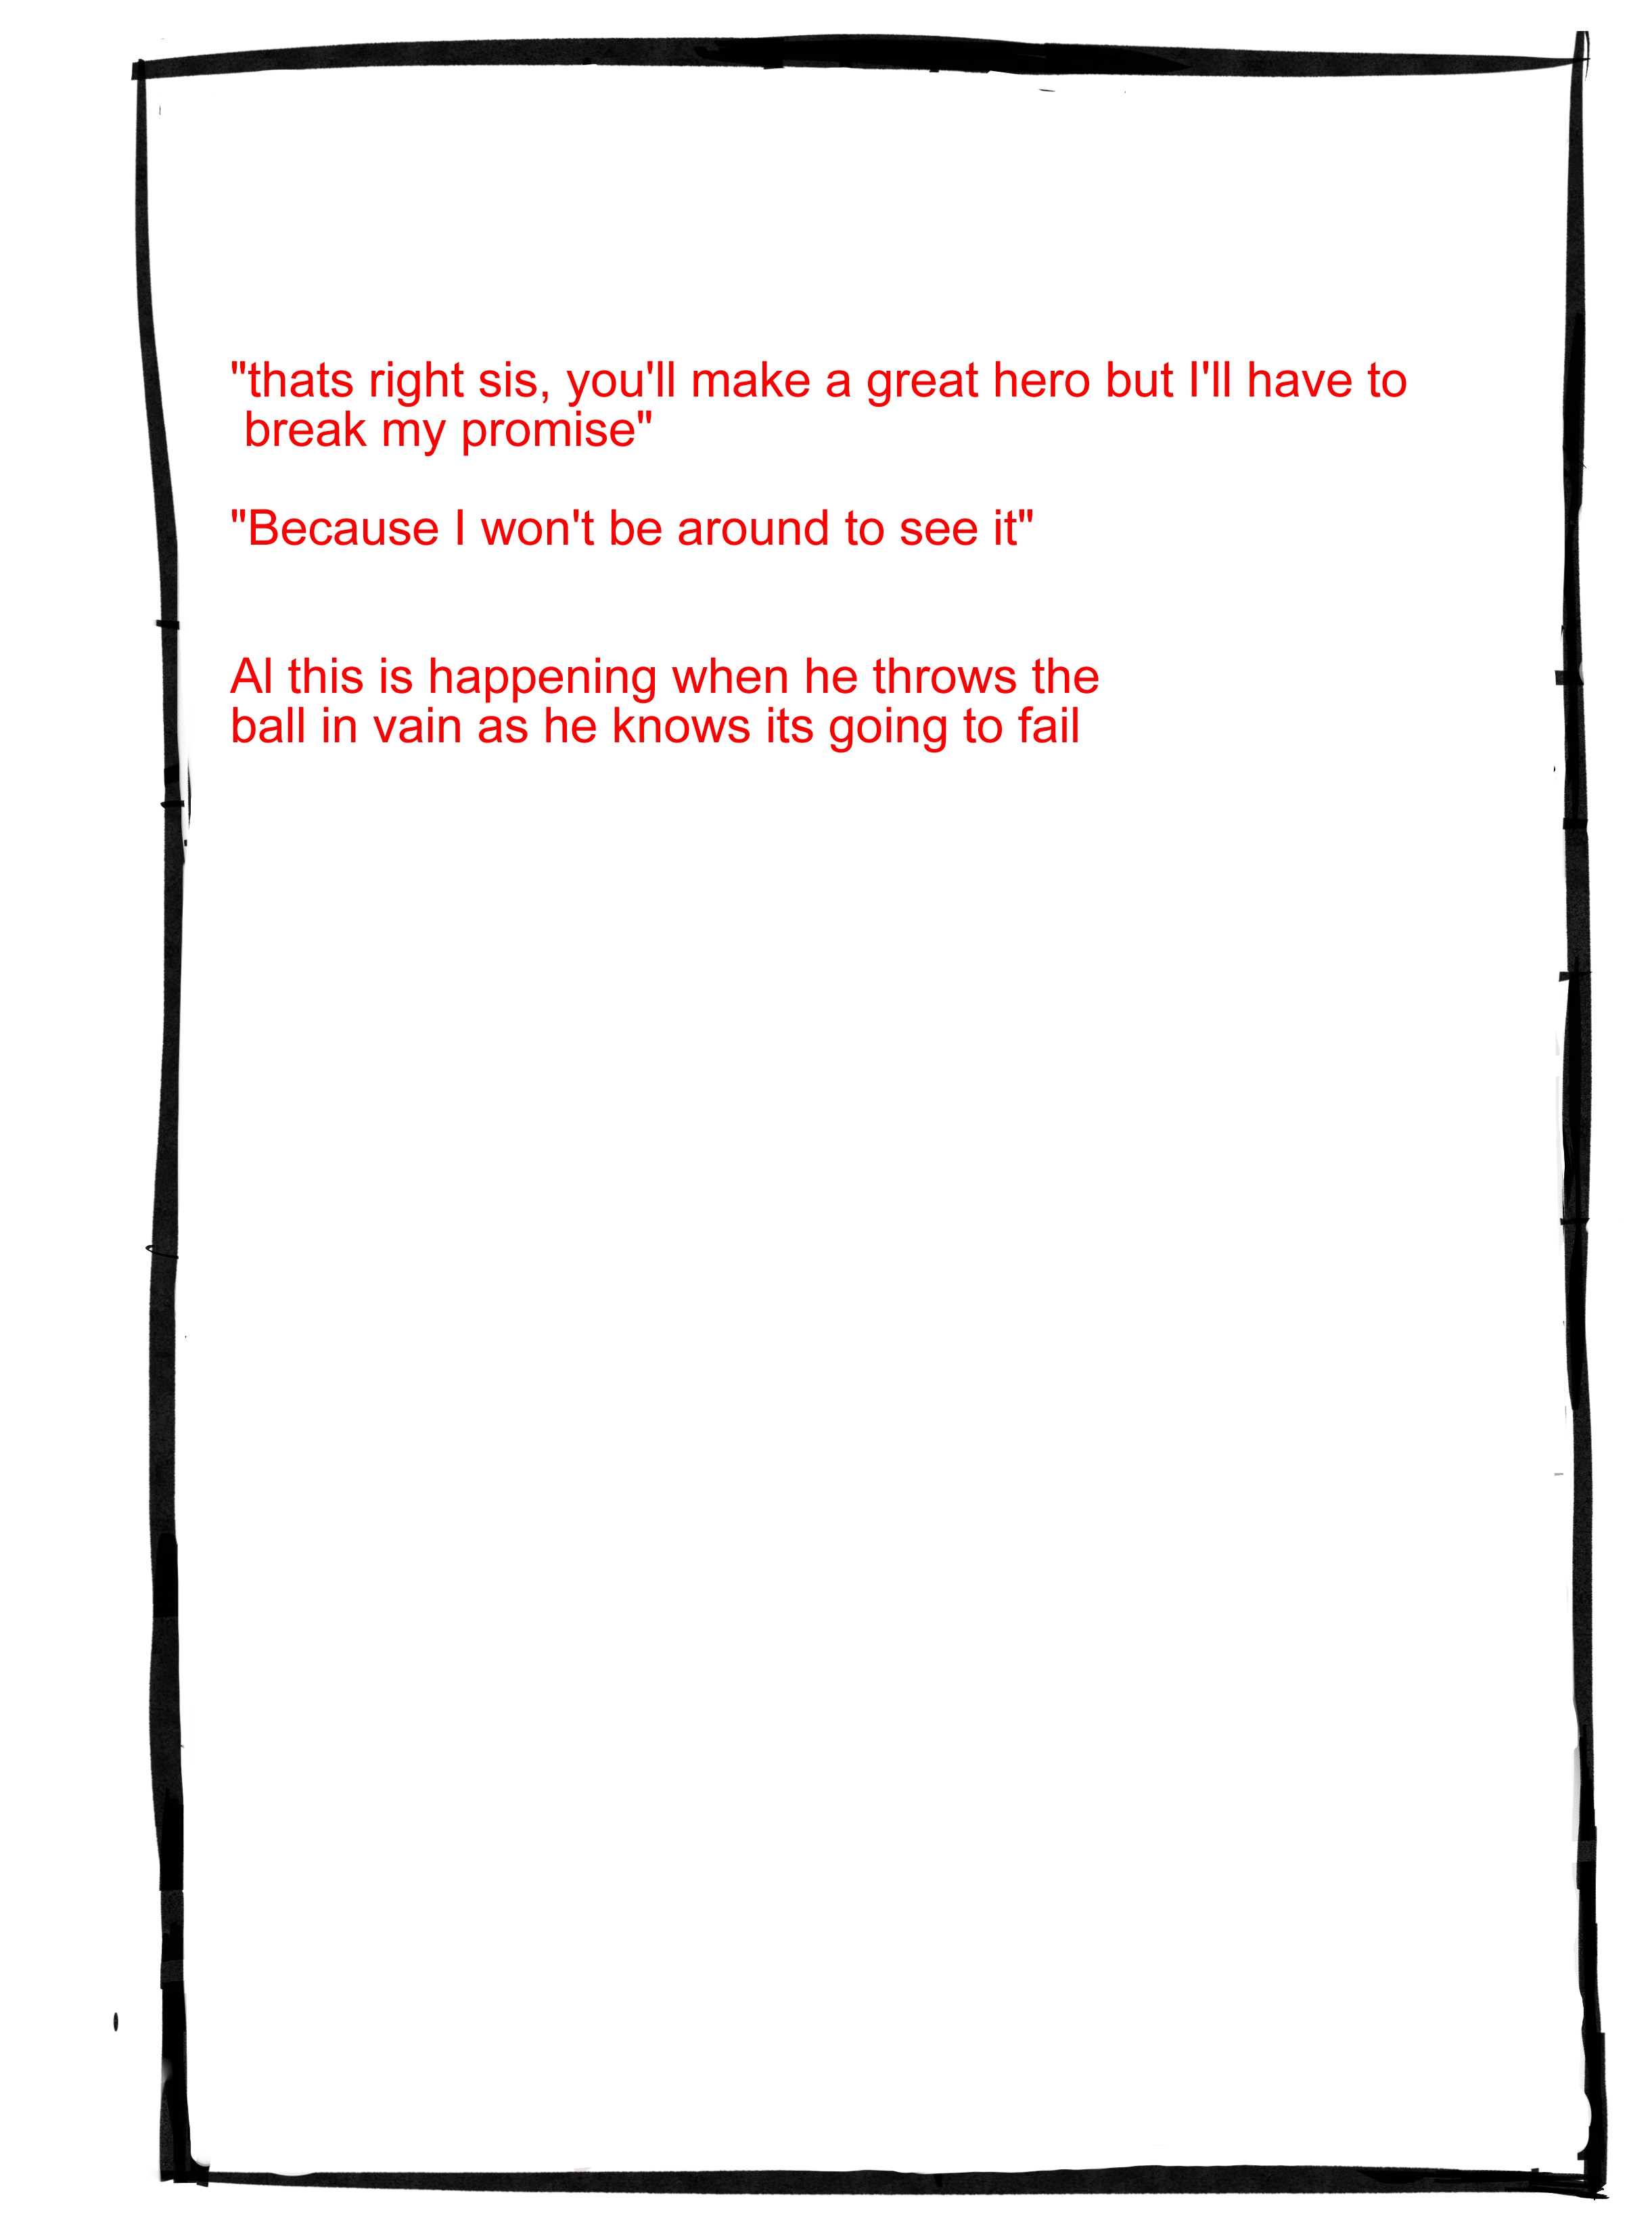 "thats right sis, you'll make a great hero but I'll have to
break my promise"
"Because I won't be around to see it"
Al this is happening when he throws the
ball in vain as he knows its going to fail